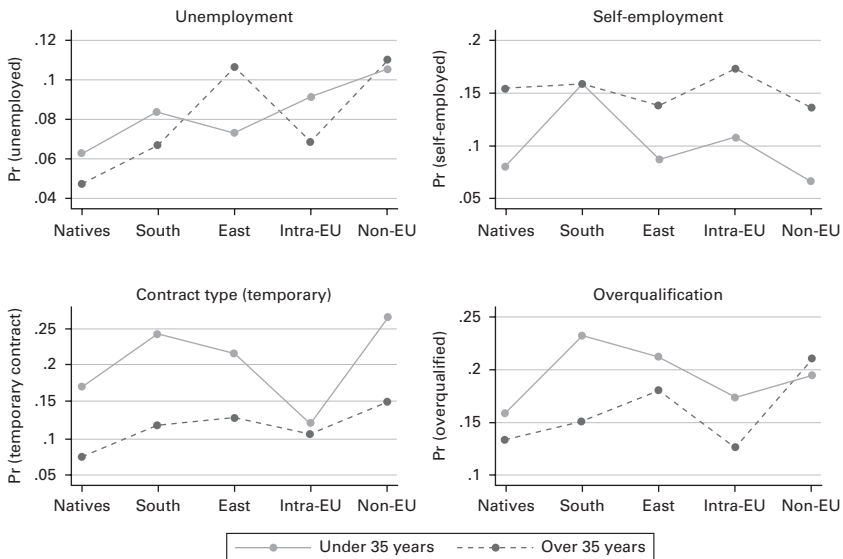 Unemployment
.12
.1
.08
.06
.04
Pr (unemployed)
Natives South East Intra-EU Non-EU
Self-employment
.2
.15
.1
.05
Pr (self-employed)
Natives South East Intra-EU Non-EU
Contract type (temporary)
.25
.2
.15
.1
.05
Pr (temporary contract)
Natives South East Intra-EU Non-EU
Overqualification
.25
.2
.15
.1
Pr (overqualified)
Natives South East Intra-EU Non-EU
Under 35 years Over 35 years